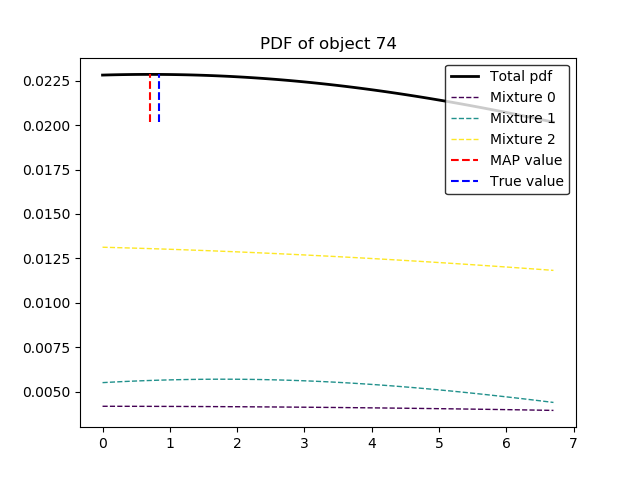 PDF of object 74
0.0225
0.0200
0.0175
0.0150
0.0125
0.0100
0.0075
0.0050
0
1
2
3
4
5
6
7
Total pdf
Mixture 0
Mixture 1
Mixture 2
MAP value
True value